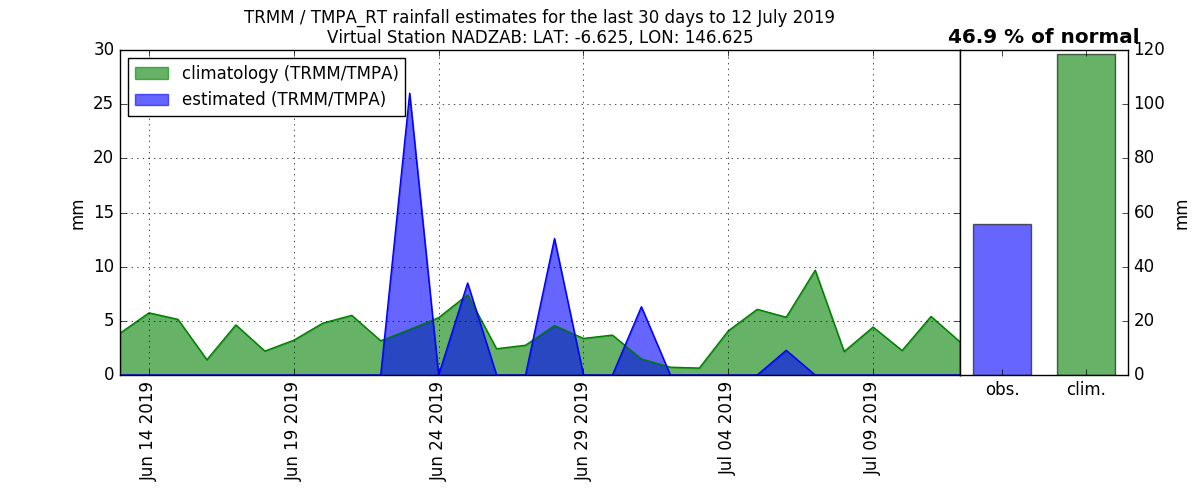 TRMM / TMPA_RT rainfall estimates for the last 30 days to 12 July 2019
Virtual Station NADZAB: LAT: -6.625, LON: 146.625
46.9 % of normal
climatology (TRMM/TMPA)
estimated (TRMM/TMPA)
mm
30
25
20
15
10
5
0
Jun 14 2019
Jun 19 2019
Jun 24 2019
Jun 29 2019
Jul 04 2019
Jul 09 2019
obs.
clim.
120
100
80
60
40
20
0
mm